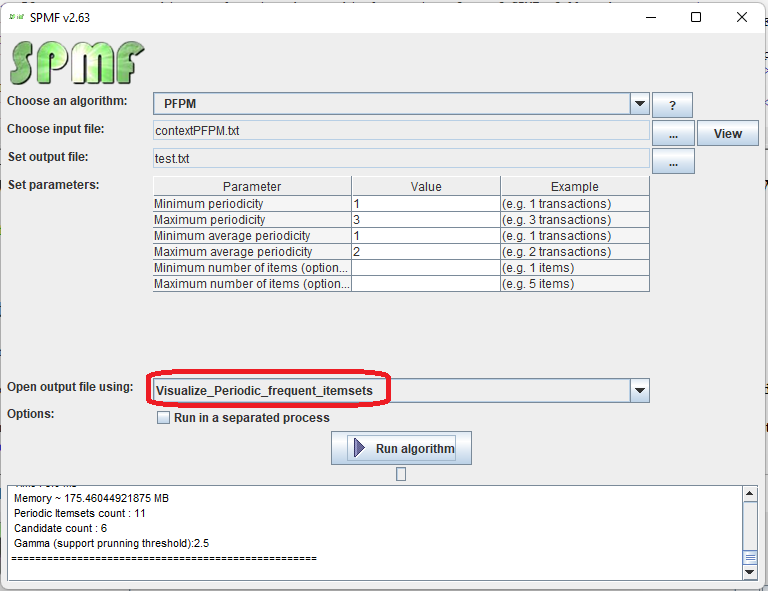 SPMF v2.63
SPMF
Choose an algorithm: PFPM ?
Choose input file: contextPFPM.txt ... View
Set output file: test.txt ...
Set parameters:
Parameter Value Example
Minimum periodicity 1 (e.g. 1 transactions)
Maximum periodicity 3 (e.g. 3 transactions)
Minimum average periodicity 1 (e.g. 1 transactions)
Maximum average periodicity 2 (e.g. 2 transactions)
Minimum number of items (option... (e.g. 1 items)
Maximum number of items (option... (e.g. 5 items)
Open output file using: Visualize_Periodic_frequent_itemsets
Options: Run in a separated process
Run algorithm
Memory ~ 175.46044921875 MB
Periodic Itemsets count : 11
Candidate count : 6
Gamma (support prunning threshold):2.5
===================================================